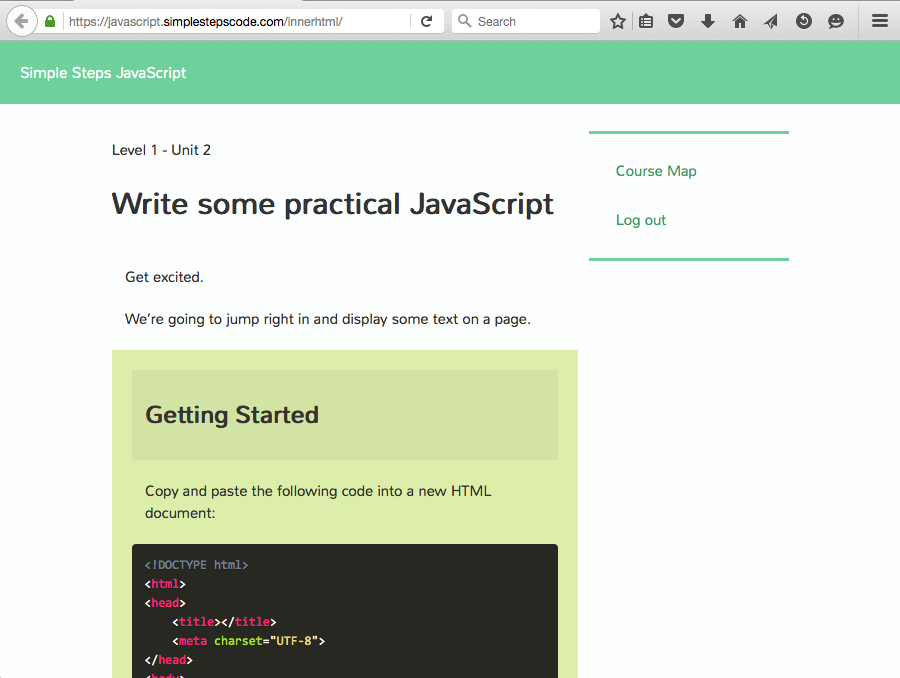 https://javascript.simplestepscode.com/innerhtml/
Search
Simple Steps JavaScript
Level 1 - Unit 2
Course Map
Write some practical JavaScript
Log out
Get excited.
We're going to jump right in and display some text on a page.
Getting Started
Copy and paste the following code into a new HTML
document:
<!DOCTYPE html>
<html>
<head>
    <title></title>
    <meta charset="UTF-8">
</head>
<body>